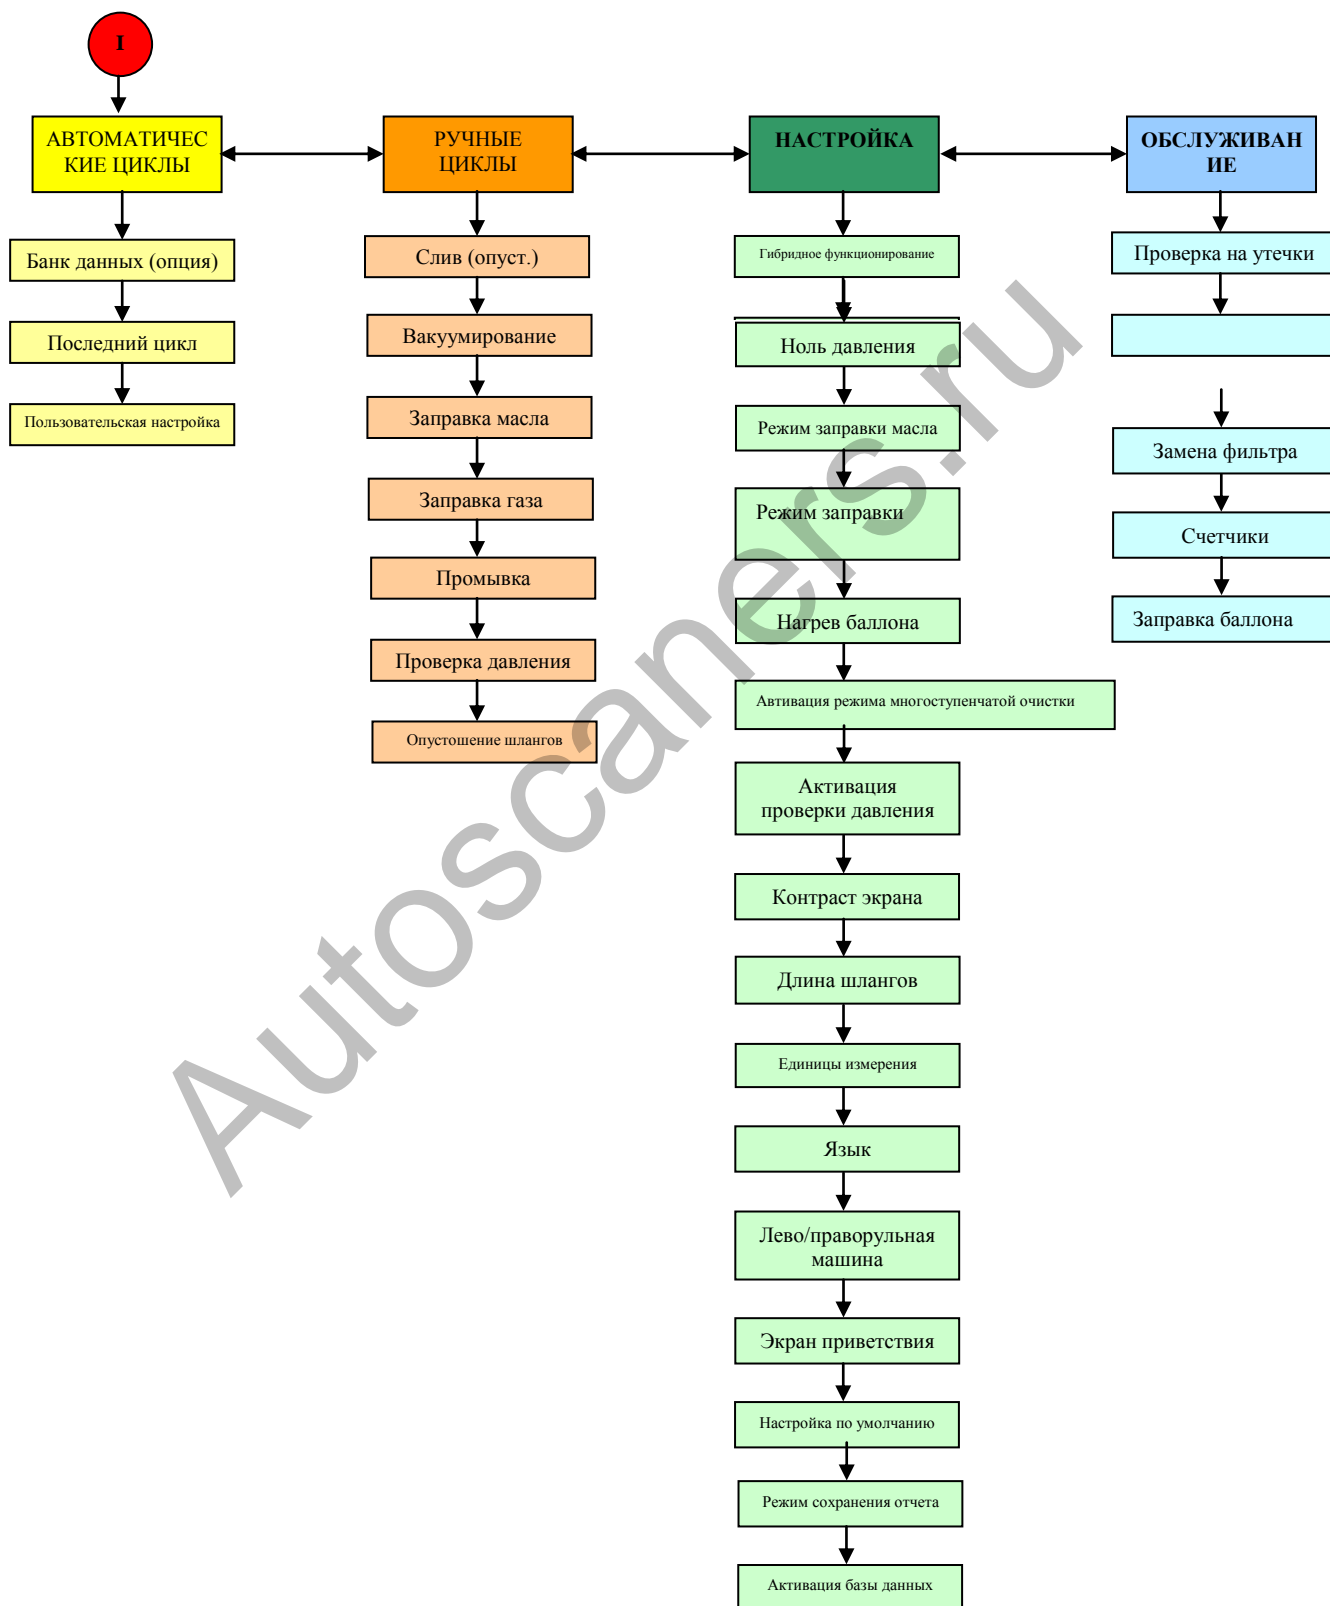 I
АВТОМАТИЧЕС
КИЕ ЦИКЛЫ
Банк данных (опция)
Последний цикл
Пользовательская настройка
РУЧНЫЕ
ЦИКЛЫ
Слив (опуст.)
Вакуумирование
Заправка масла
Заправка газа
Промывка
Проверка давления
Опустошение шлангов
НАСТРОЙКА
Гибридное функционирование
Ноль давления
Режим заправки масла
Режим заправки
Нагрев баллона
Автивация режима многоступенчатой очистки
Активация
проверки давления
Контраст экрана
Длина шлангов
Единицы измерения
Язык
Лево/праворульная
машина
Экран приветствия
Настройка по умолчанию
Режим сохранения отчета
Активация базы данных
ОБСЛУЖИВАН
ИЕ
Проверка на утечки
Замена фильтра
Счетчики
Заправка баллона
Autoscaners.ru